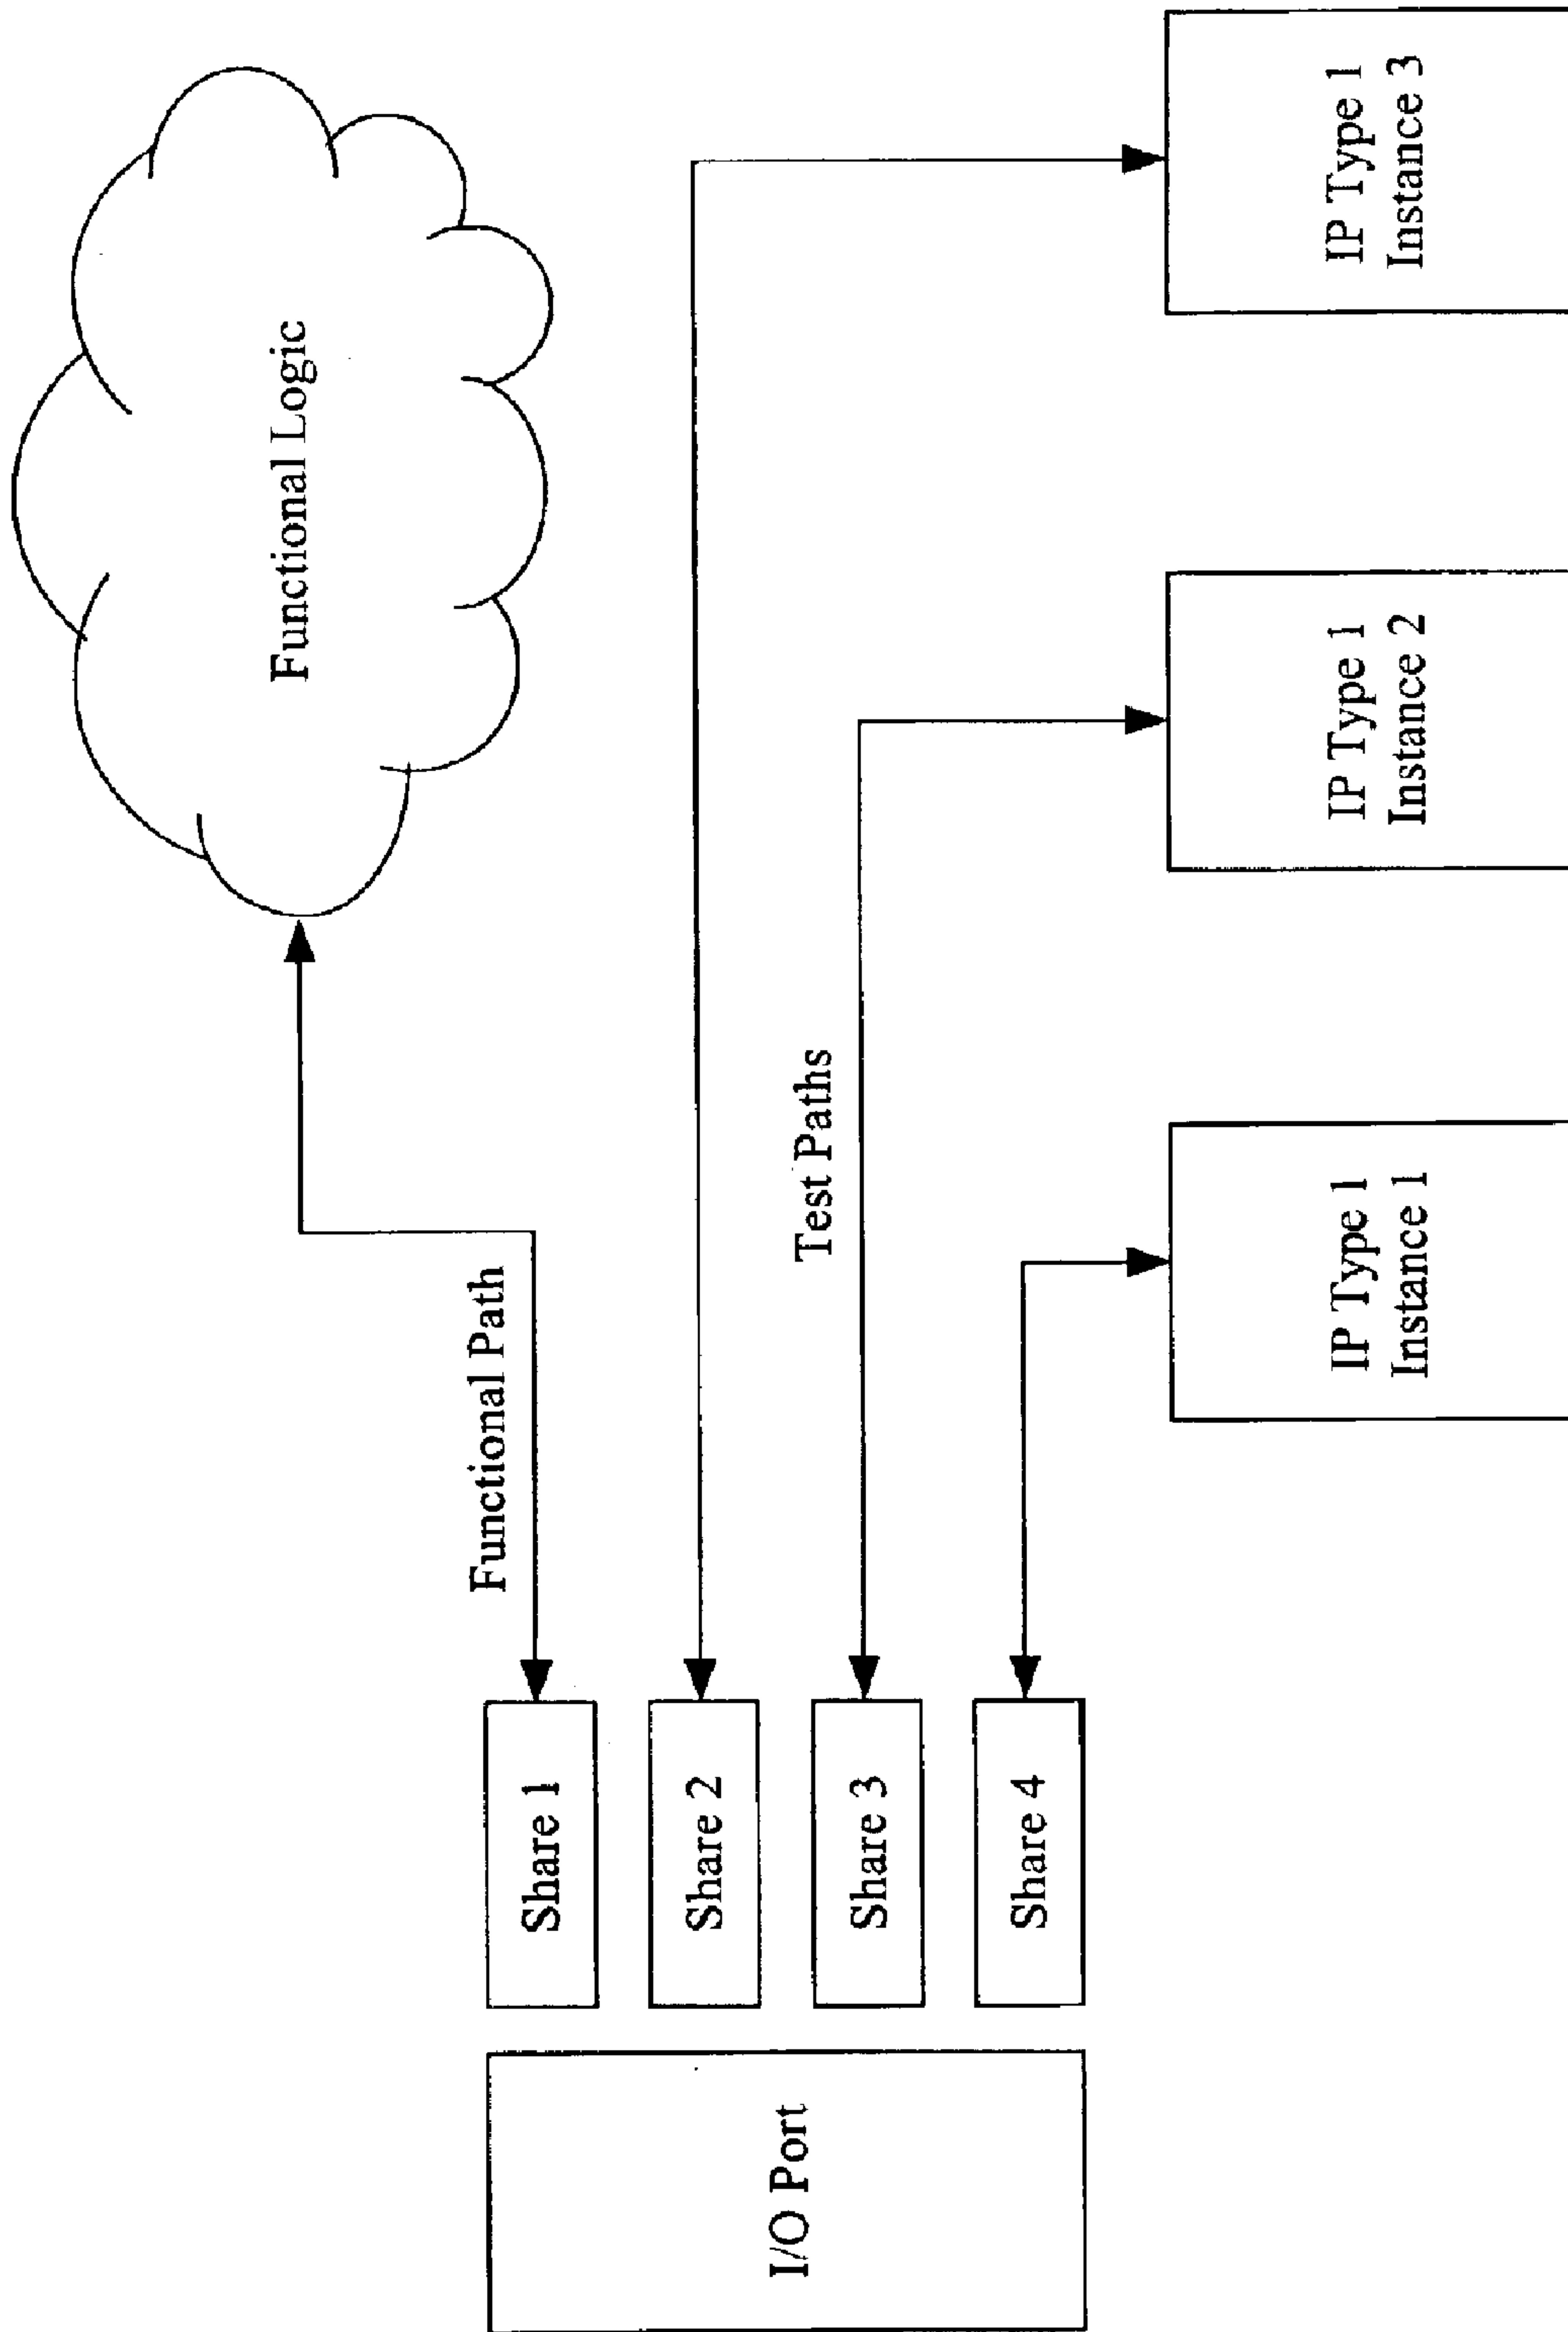 Functional Logic
Functional Path
Test Paths
I/O Port
Share 1
Share 2
Share 3
Share 4
IP Type 1
Instance 1
IP Type 1
Instance 2
IP Type 1
Instance 3